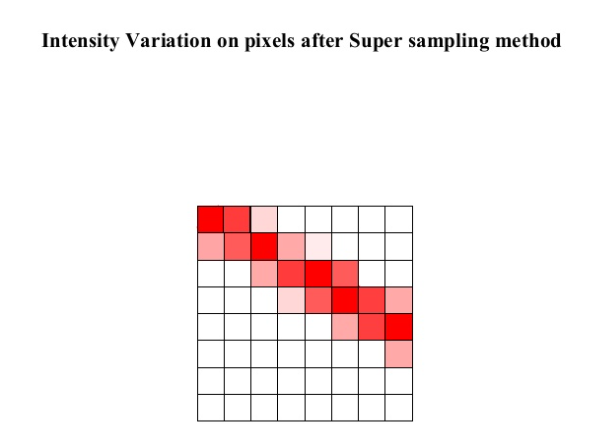 Intensity Variation on pixels after Super sampling method